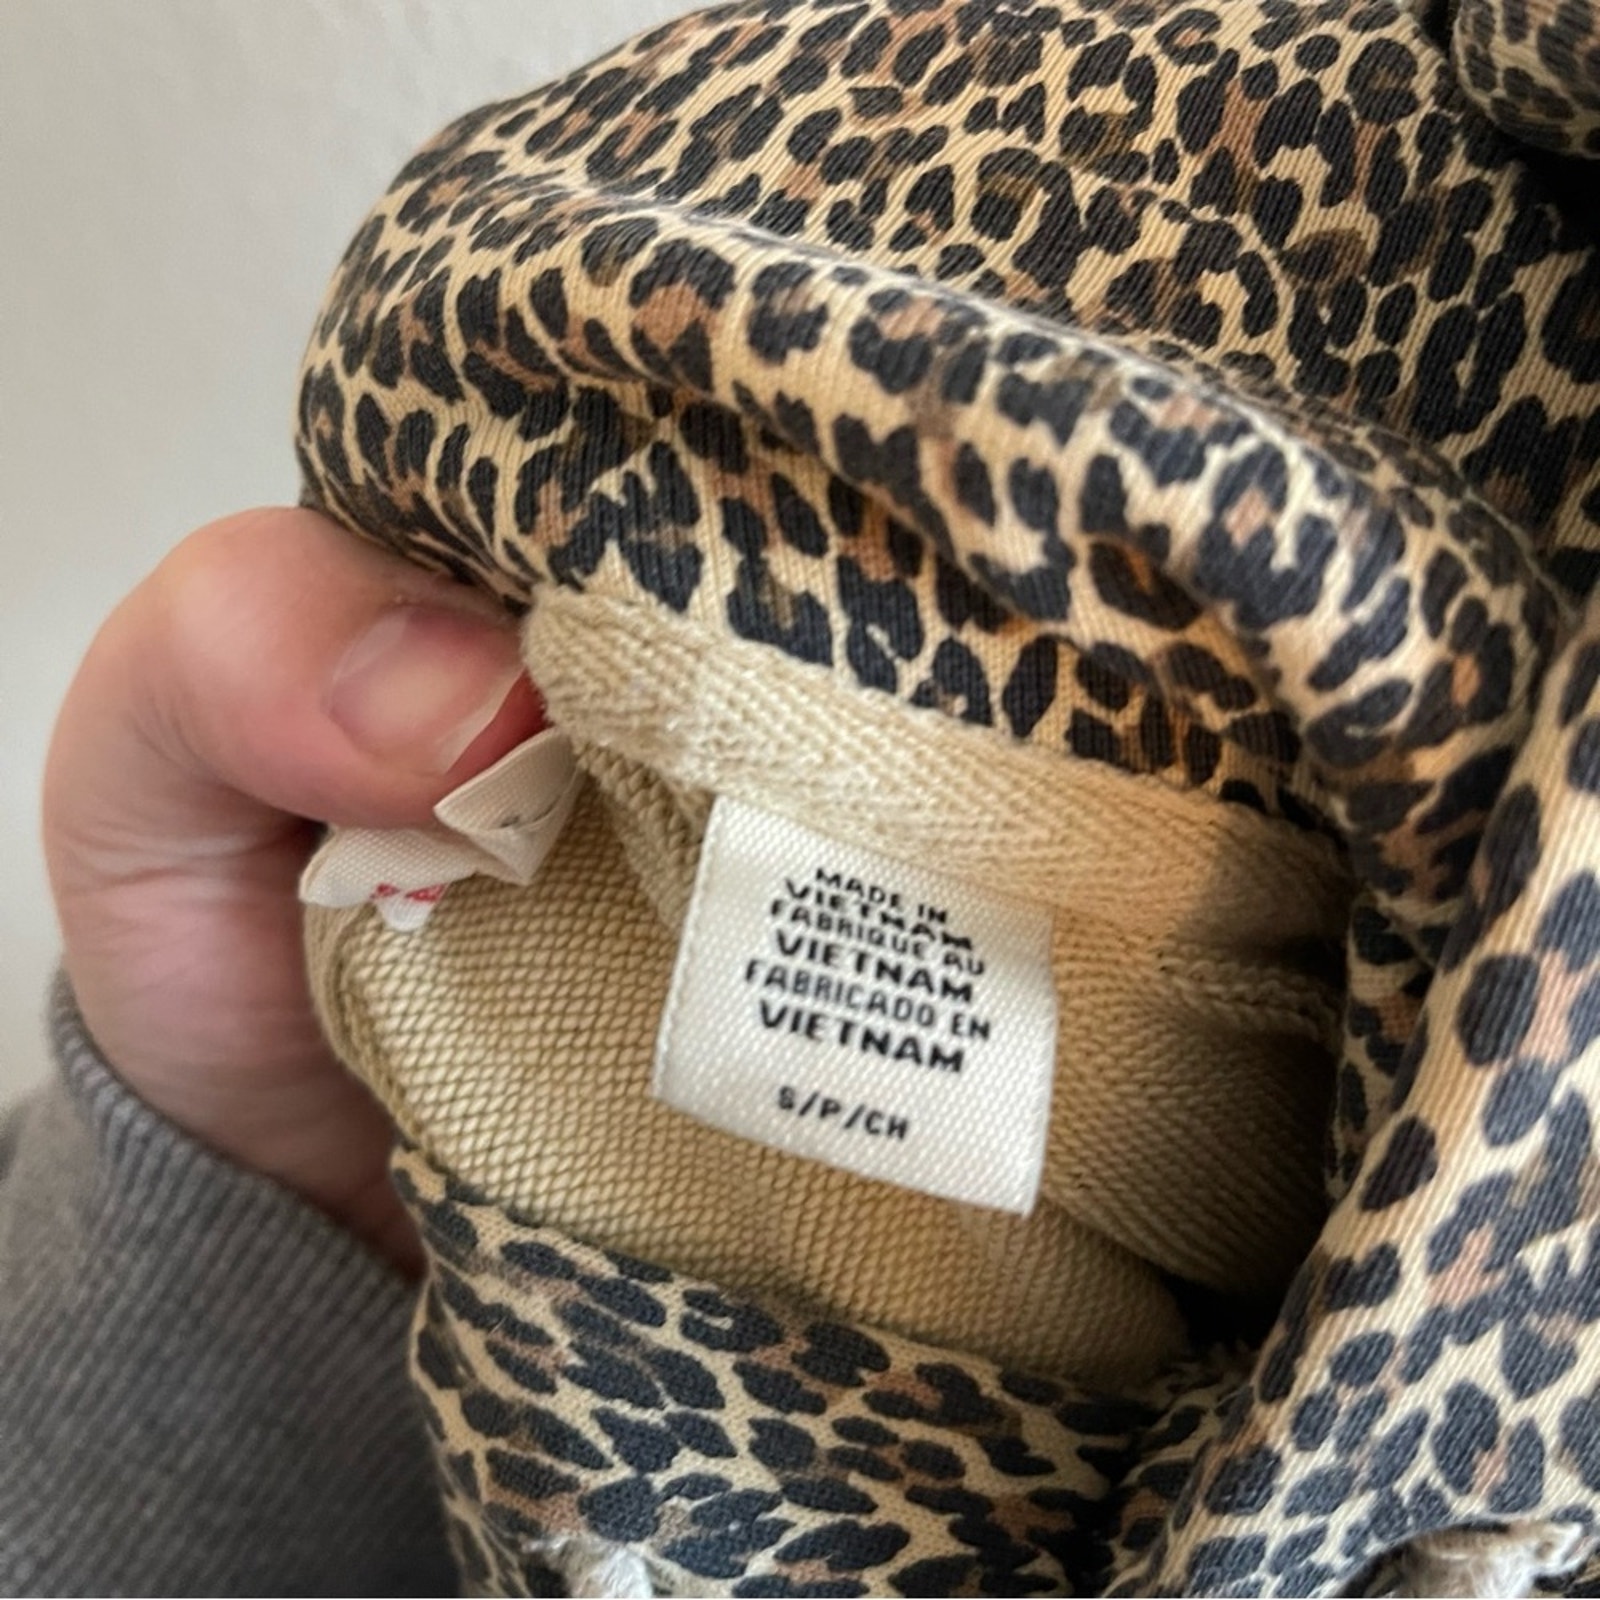 MADE IN
VIETNAM
FABRIQUE AU
VIETNAM
FABRICADO EN
VIETNAM
S/P/CH